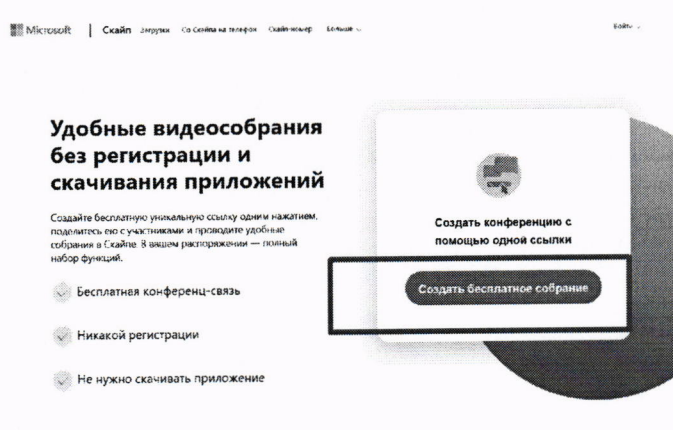 Microsoft | Скайп Загрузки Со Скайпа на телефон Скайп-номер Больше
Войти
Удобные видеособрания
без регистрации и
скачивания приложений
Создайте бесплатную уникальную ссылку одним нажатием,
поделитесь ею с участниками и проводите удобные
собрания в Скайпе. В вашем распоряжении — полный
набор функций.
Бесплатная конференц-связь
Никакой регистрации
Не нужно скачивать приложение
Создать конференцию с
помощью одной ссылки
Создать бесплатное собрание